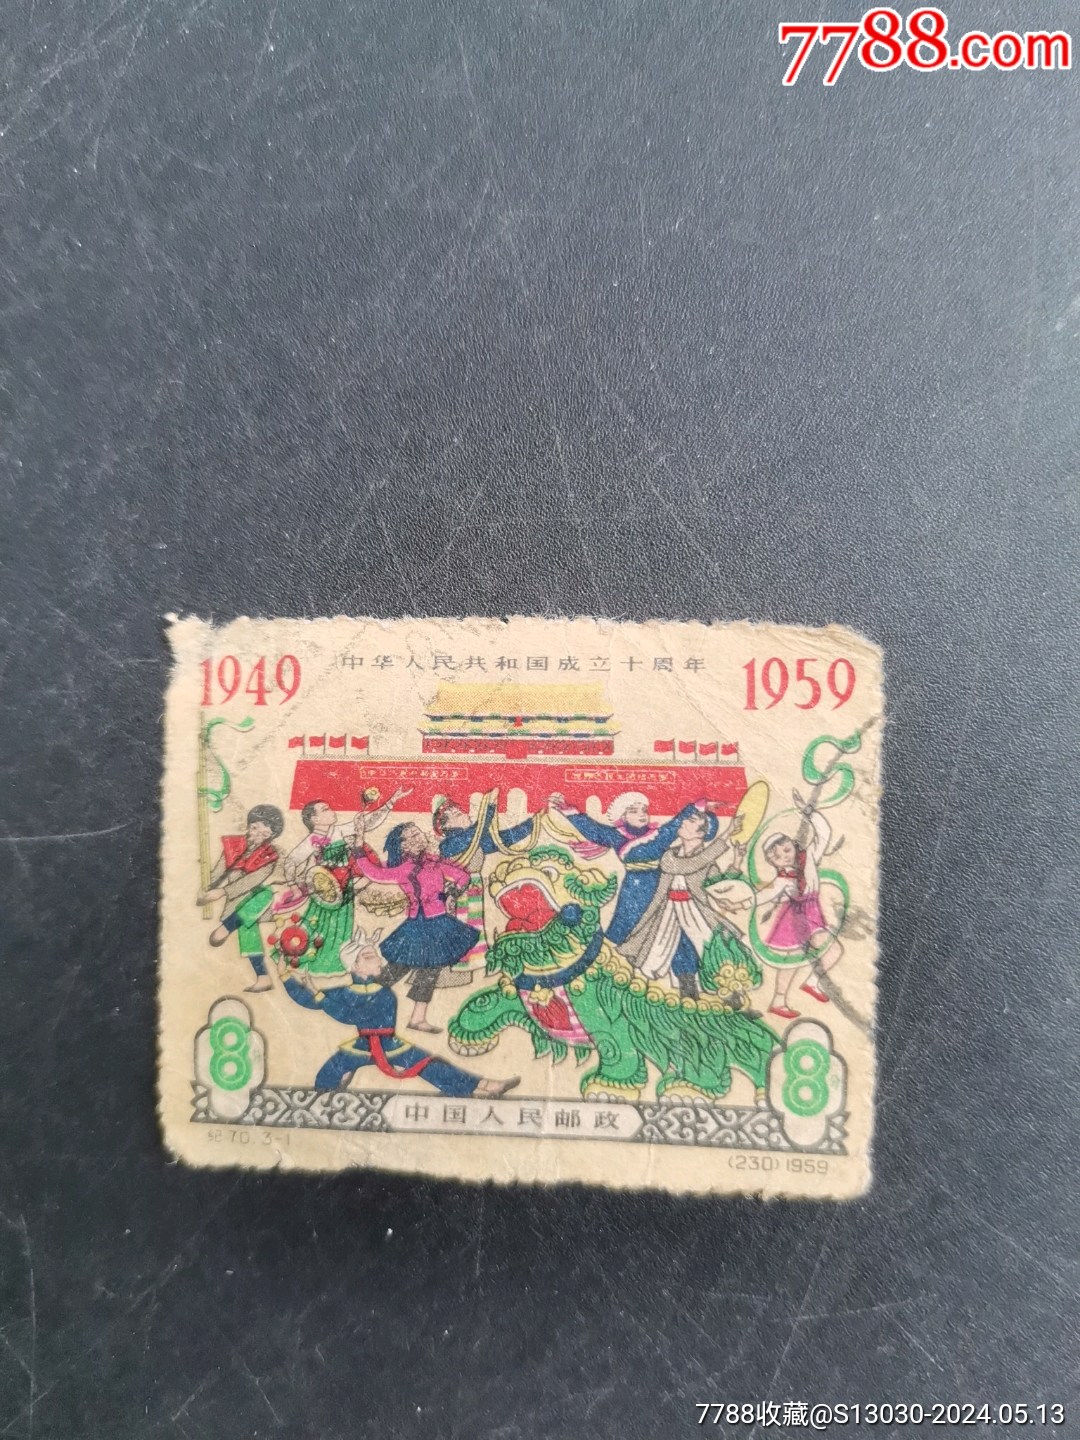 7788.com
1949 中华人民共和国成立十周年 1959
8 8
中国人民邮政
纪70.3-1
(230) 1959
7788收藏@S13030-2024.05.13